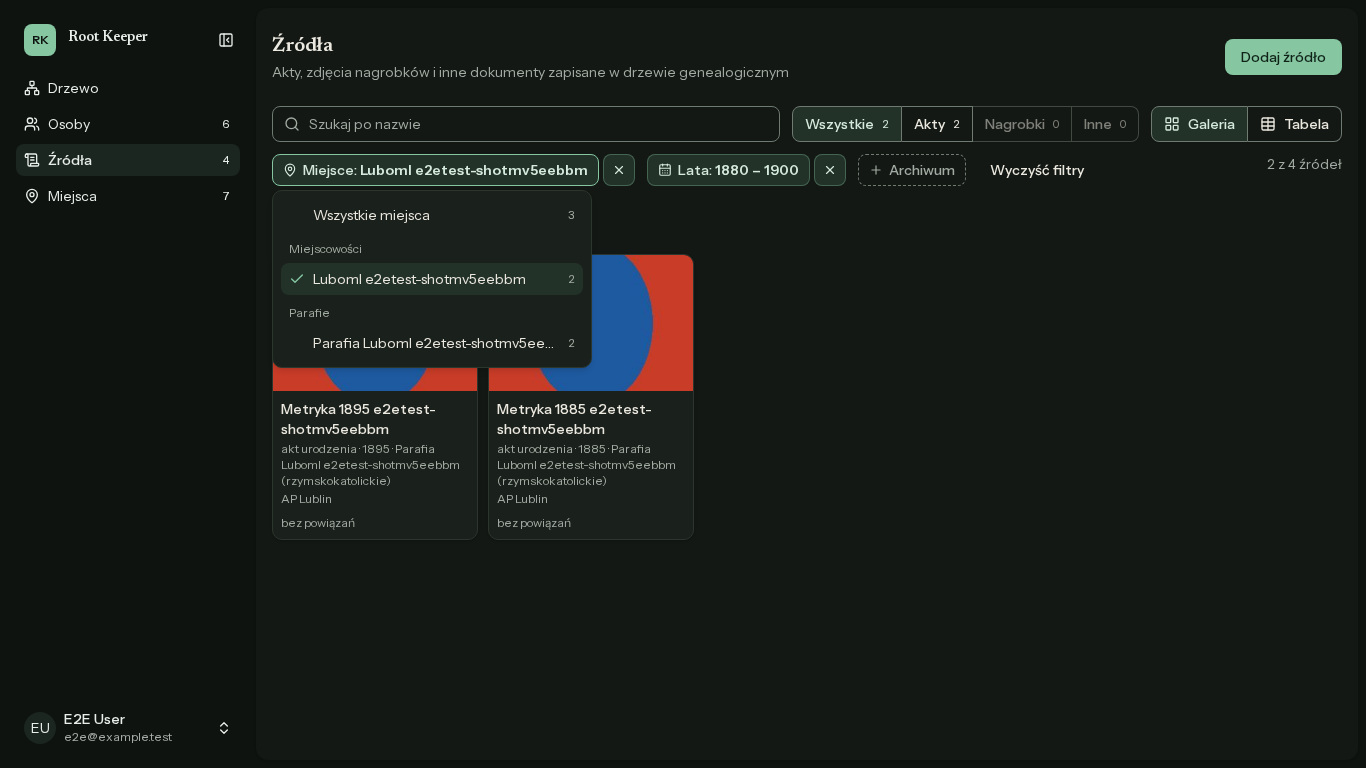 RK
Root Keeper
Drzewo
Osoby 6
Źródła 4
Miejsca 7
EU
E2E User
e2e@example.test
Źródła
Akty, zdjęcia nagrobków i inne dokumenty zapisane w drzewie genealogicznym
Dodaj źródło
Szukaj po nazwie
Wszystkie 2
Akty 2
Nagrobki 0
Inne 0
Galeria
Tabela
Miejsce: Luboml e2etest-shotmv5eebbm
Lata: 1880 – 1900
Archiwum
Wyczyść filtry
2 z 4 źródeł
Wszystkie miejsca 3
Miejscowości
Luboml e2etest-shotmv5eebbm 2
Parafie
Parafia Luboml e2etest-shotmv5ee... 2
Metryka 1895 e2etest-
shotmv5eebbm
akt urodzenia · 1895 · Parafia
Luboml e2etest-shotmv5eebbm
(rzymskokatolickie)
AP Lublin
bez powiązań
Metryka 1885 e2etest-
shotmv5eebbm
akt urodzenia · 1885 · Parafia
Luboml e2etest-shotmv5eebbm
(rzymskokatolickie)
AP Lublin
bez powiązań